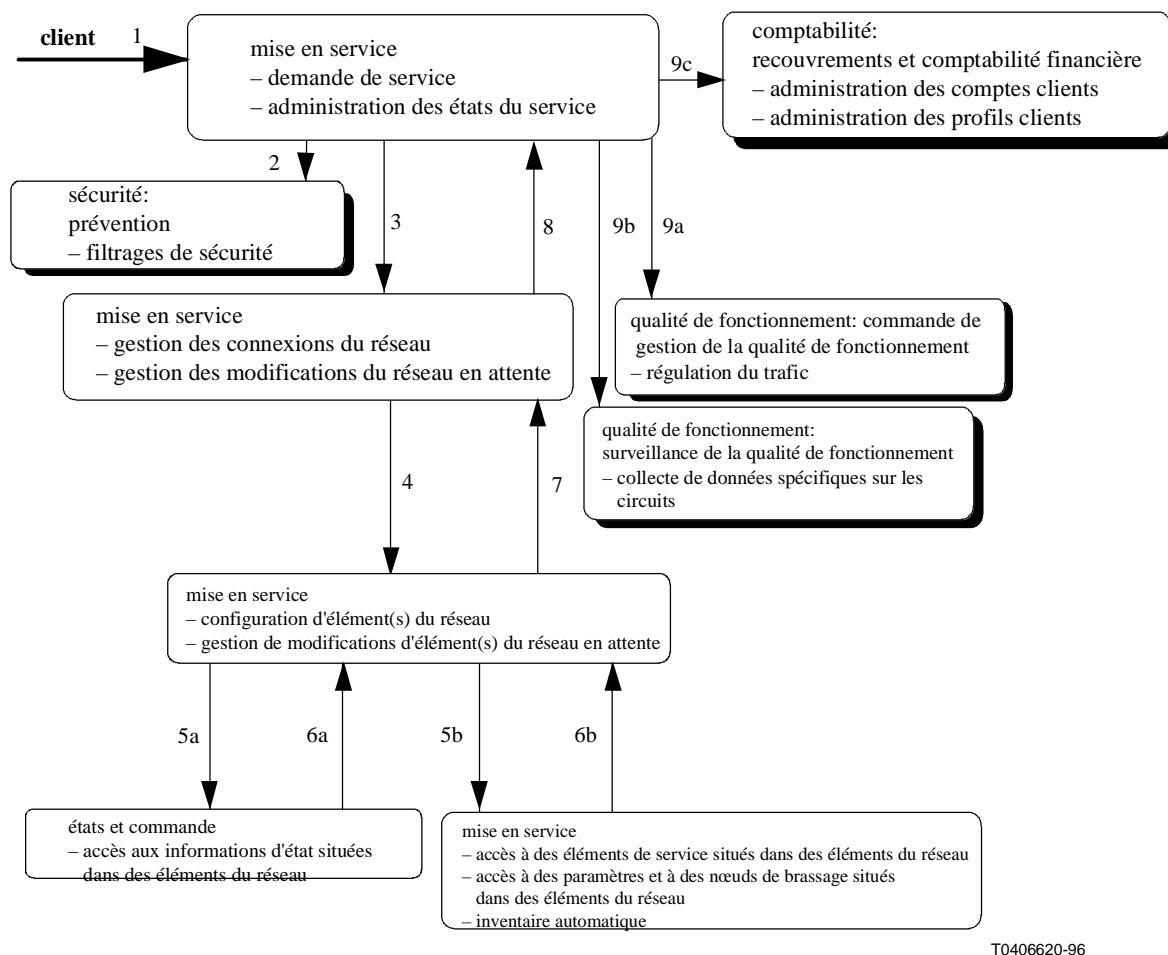 client
1
mise en service
– demande de service
– administration des états du service
9c
comptabilité:
recouvrements et comptabilité financière
– administration des comptes clients
– administration des profils clients
2
sécurité:
prévention
– filtrages de sécurité
3
8
9b
9a
mise en service
– gestion des connexions du réseau
– gestion des modifications du réseau en attente
qualité de fonctionnement: commande de
gestion de la qualité de fonctionnement
– régulation du trafic
qualité de fonctionnement:
surveillance de la qualité de fonctionnement
– collecte de données spécifiques sur les
circuits
4
7
mise en service
– configuration d'élément(s) du réseau
– gestion de modifications d'élément(s) du réseau en attente
5a
6a
5b
6b
états et commande
– accès aux informations d'état situées
dans des éléments du réseau
mise en service
– accès à des éléments de service situés dans des éléments du réseau
– accès à des paramètres et à des nœuds de brassage situés
dans des éléments du réseau
– inventaire automatique
T0406620-96